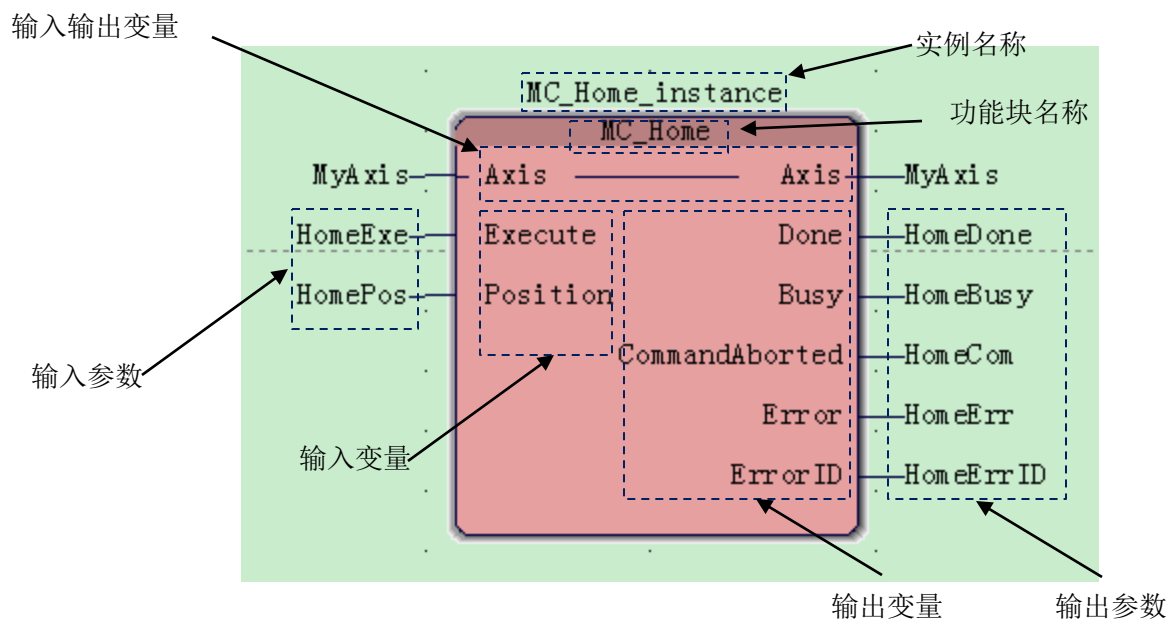 输入输出变量
实例名称
MC_Home_instance
功能块名称
MC_Home
MyAxis Axis Axis MyAxis
HomeExe Execute Done HomeDone
HomePos Position Busy HomeBusy
CommandAborted HomeCom
输入参数
Error HomeErr
输入变量
ErrorID HomeErrID
输出变量 输出参数